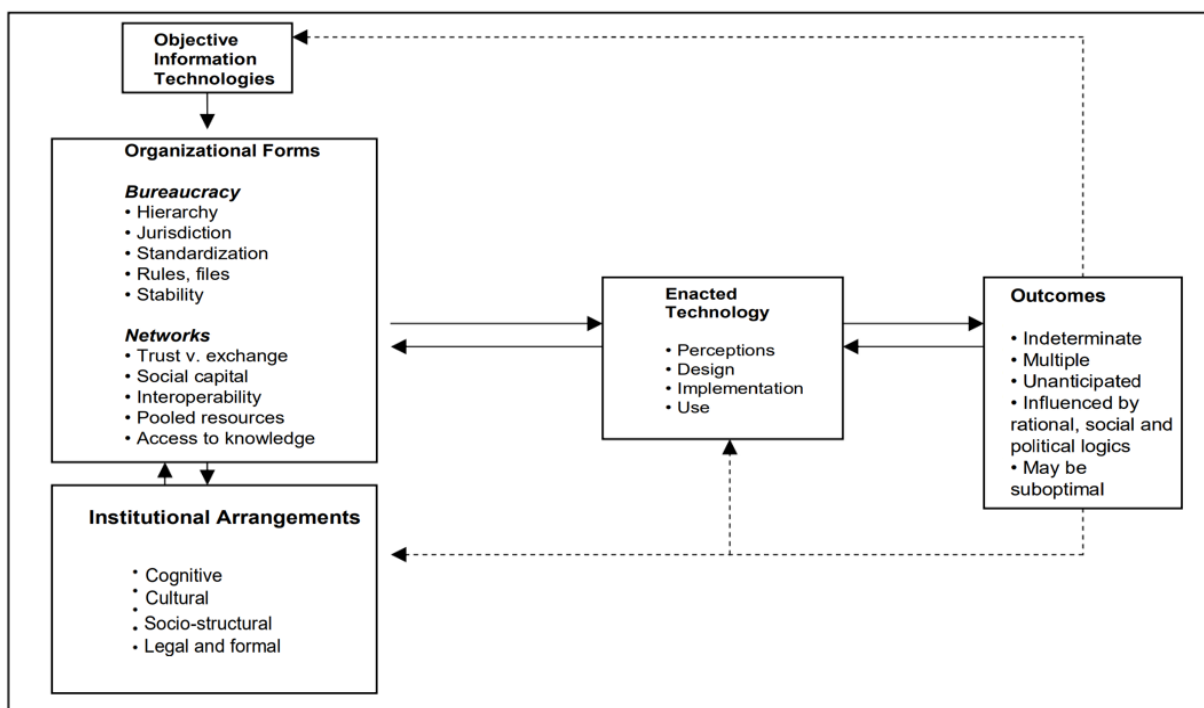 Objective
Information
Technologies
Organizational Forms
Bureaucracy
• Hierarchy
• Jurisdiction
• Standardization
• Rules, files
• Stability
Networks
• Trust v. exchange
• Social capital
• Interoperability
• Pooled resources
• Access to knowledge
Institutional Arrangements
• Cognitive
• Cultural
• Socio-structural
• Legal and formal
Enacted
Technology
• Perceptions
• Design
• Implementation
• Use
Outcomes
• Indeterminate
• Multiple
• Unanticipated
• Influenced by
rational, social and
political logics
• May be
suboptimal